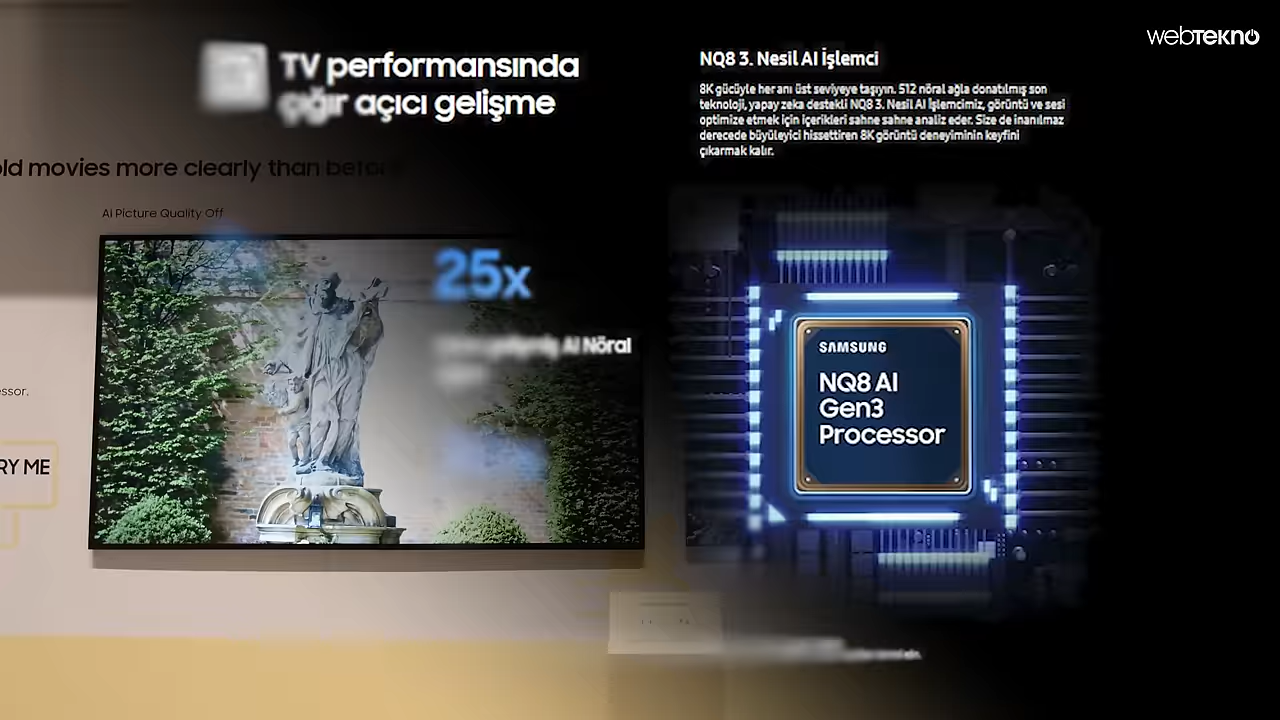 webTEKNO
TV performansında
çığır açıcı gelişme
NQ8 3. Nesil AI İşlemci
8K gücüyle her anı üst seviyeye taşıyın. 512 nöral ağla donatılmış son
teknoloji, yapay zeka destekli NQ8 3. Nesil AI İşlemcimiz, görüntü ve sesi
optimize etmek için içerikleri sahne sahne analiz eder. Size de inanılmaz
derecede büyüleyici hissettiren 8K görüntü deneyiminin keyfini
çıkarmak kalır.
old movies more clearly than before
AI Picture Quality Off
25x
AI Nöral
SAMSUNG
NQ8 AI
Gen3
Processor
essor.
RY ME